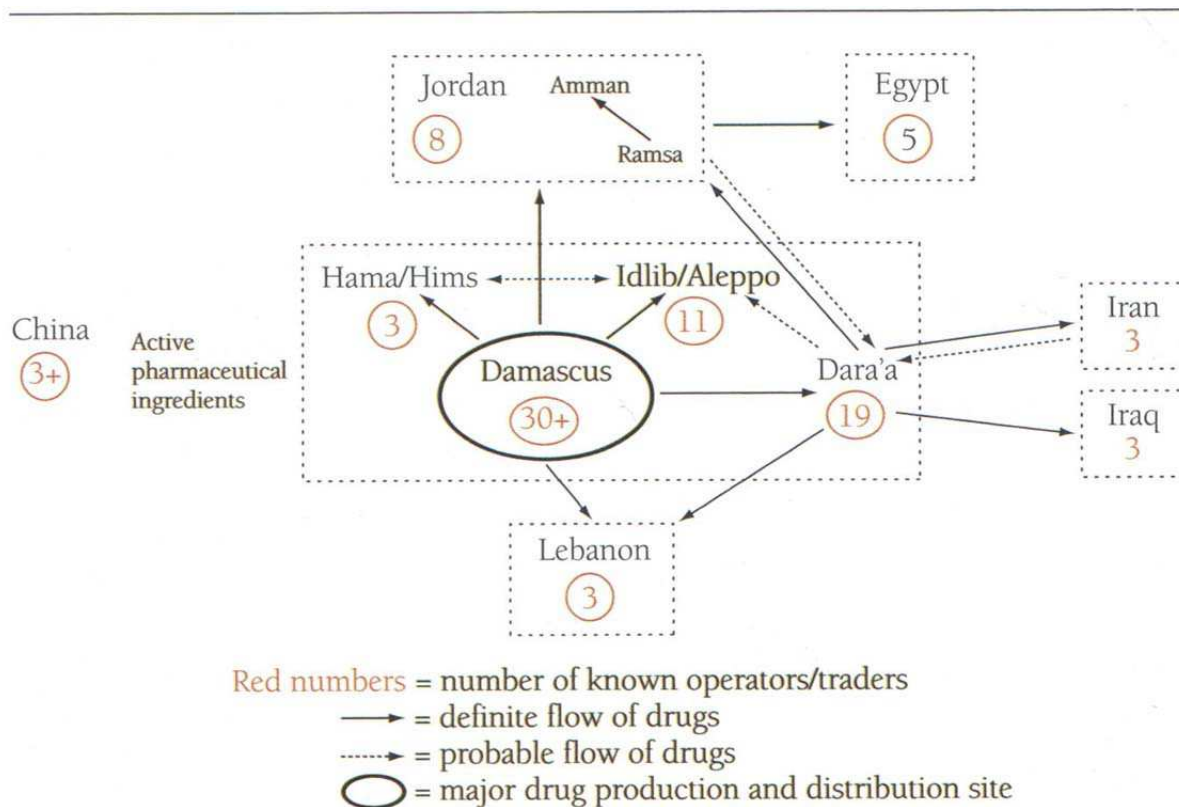 Jordan
8
Amman
Ramsa
Egypt
5
Hama/Hims
3
Idlib/Aleppo
11
China
3+
Active
pharmaceutical
ingredients
Damascus
30+
Dara'a
19
Iran
3
Iraq
3
Lebanon
3
Red numbers = number of known operators/traders
= definite flow of drugs
= probable flow of drugs
= major drug production and distribution site